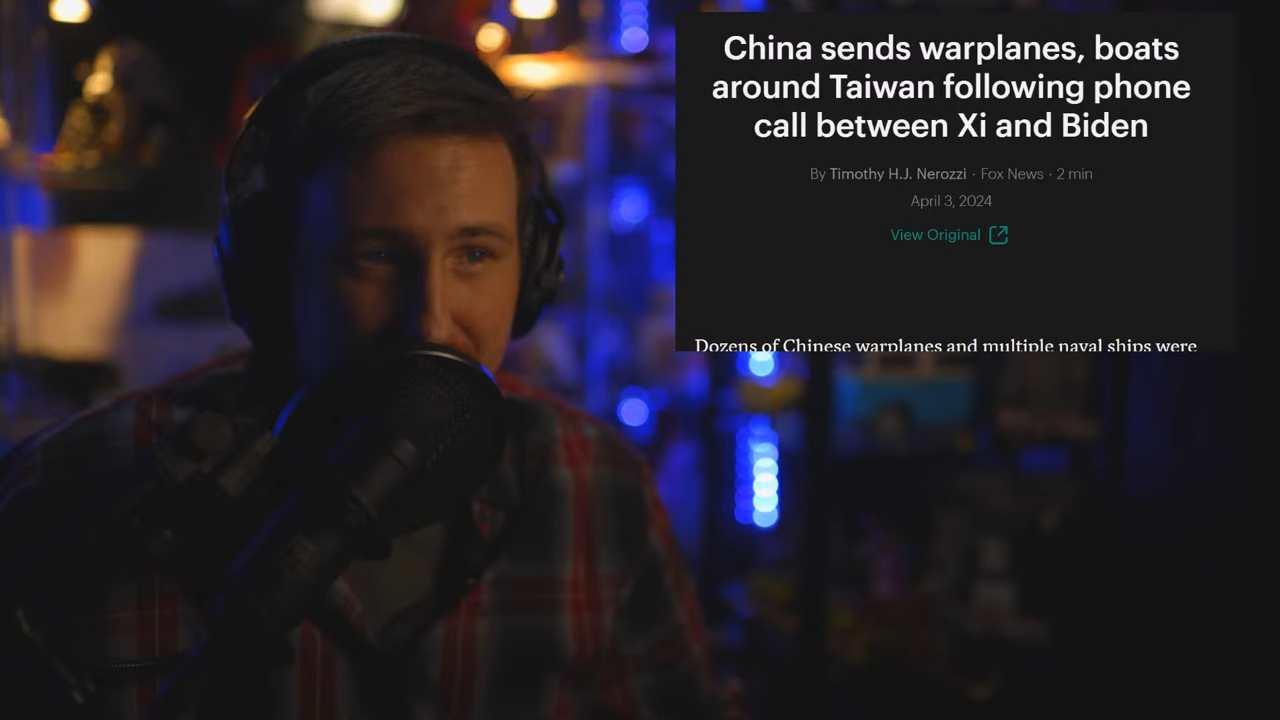 China sends warplanes, boats
around Taiwan following phone
call between Xi and Biden
By Timothy H.J. Nerozzi · Fox News · 2 min
April 3, 2024
View Original
Dozens of Chinese warplanes and multiple naval ships were